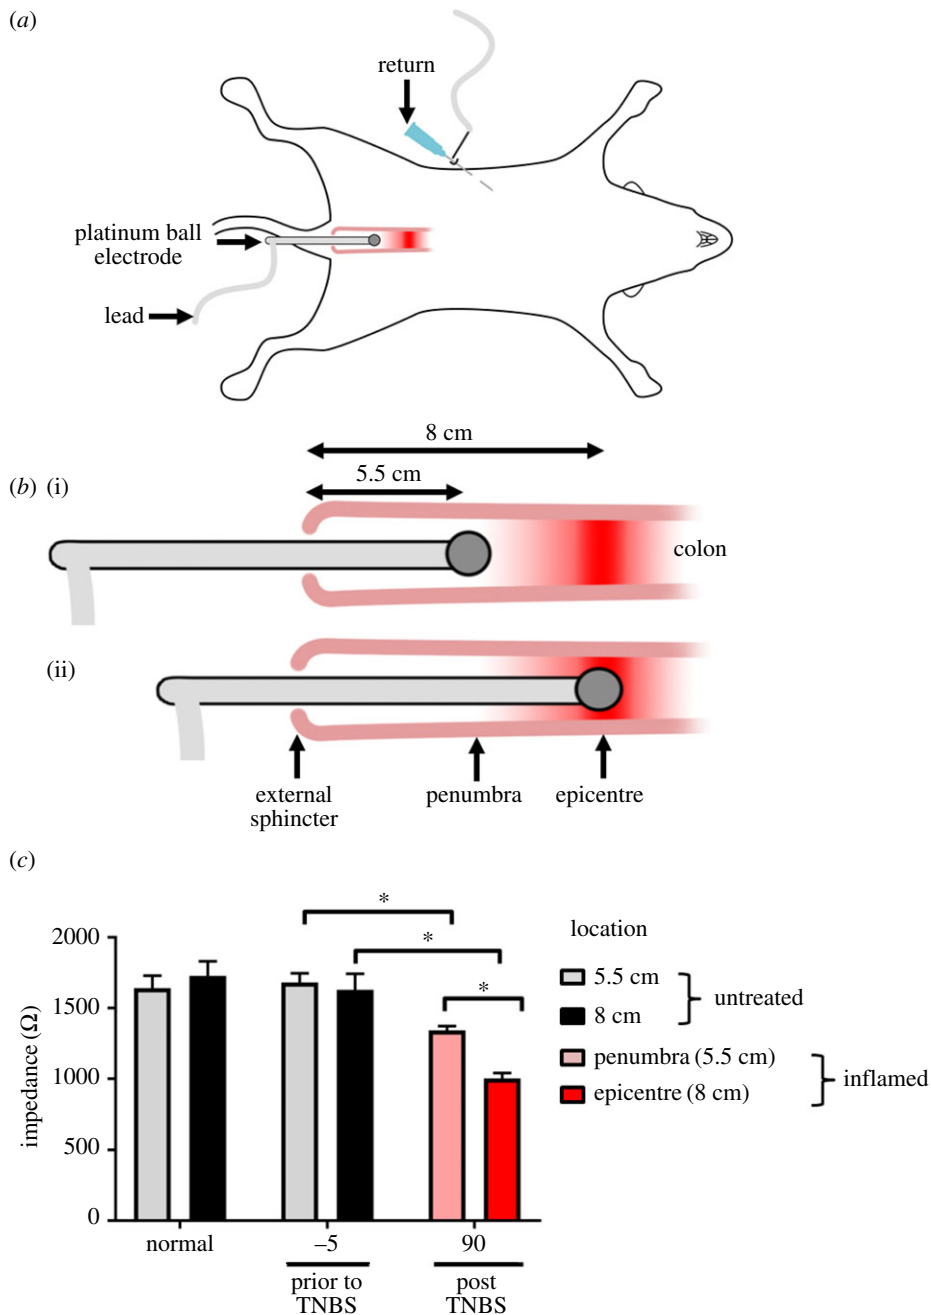 (a)
return
platinum ball
electrode
lead
8 cm
5.5 cm
(b) (i)
colon
(ii)
external
sphincter
penumbra
epicentre
(c)
*
*
*
2000
1500
1000
500
0
impedance (Ω)
normal
–5
90
prior to
TNBS
post
TNBS
location
5.5 cm
8 cm
untreated
penumbra (5.5 cm)
epicentre (8 cm)
inflamed